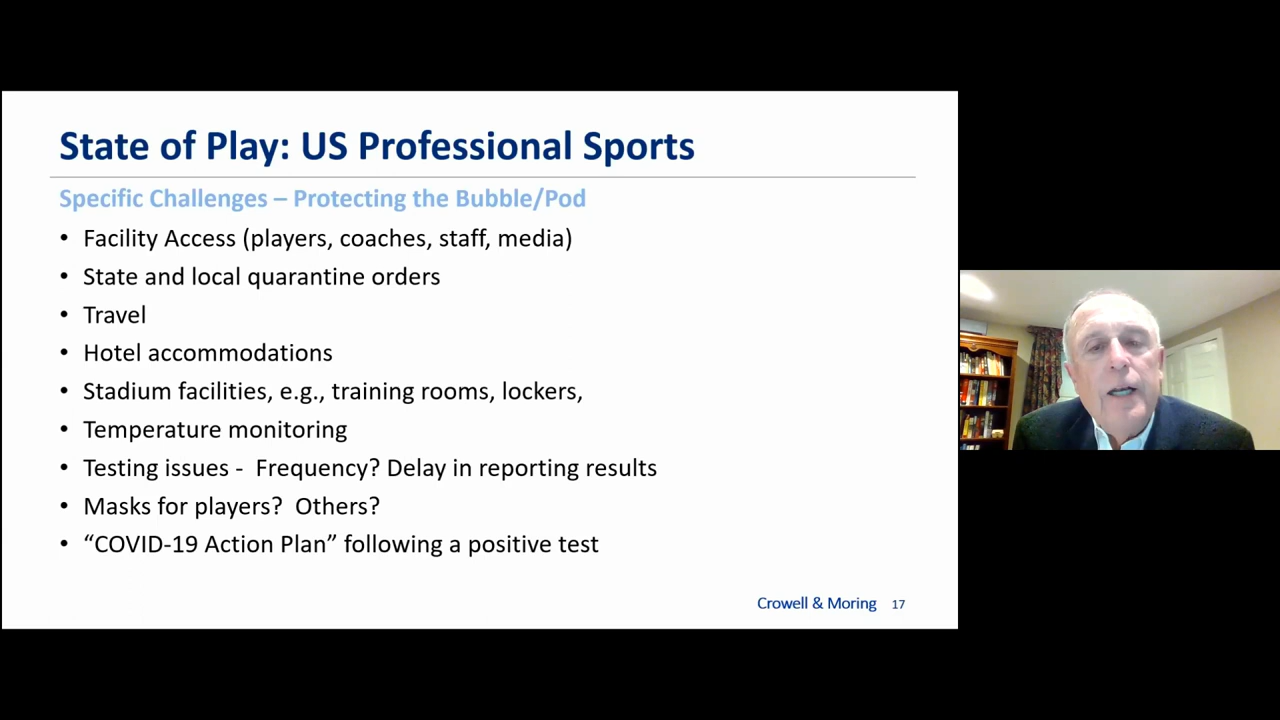 State of Play: US Professional Sports
Specific Challenges – Protecting the Bubble/Pod
• Facility Access (players, coaches, staff, media)
• State and local quarantine orders
• Travel
• Hotel accommodations
• Stadium facilities, e.g., training rooms, lockers,
• Temperature monitoring
• Testing issues -  Frequency? Delay in reporting results
• Masks for players?  Others?
• “COVID-19 Action Plan” following a positive test
Crowell & Moring 17